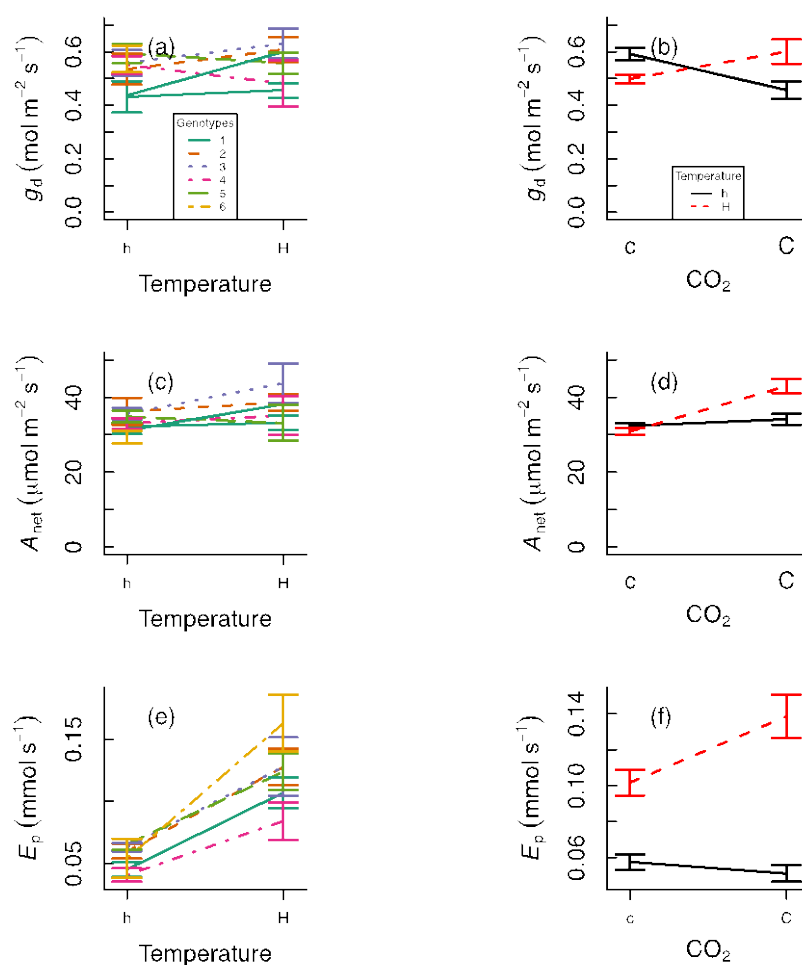 (a)
g_d (mol m⁻² s⁻¹)
0.6
0.4
0.2
0.0
Genotypes
1
2
3
4
5
6
h
H
Temperature
(b)
g_d (mol m⁻² s⁻¹)
0.6
0.4
0.2
0.0
Temperature
h
H
c
C
CO₂
(c)
A_net (μmol m⁻² s⁻¹)
40
20
0
h
H
Temperature
(d)
A_net (μmol m⁻² s⁻¹)
40
20
0
c
C
CO₂
(e)
E_p (mmol s⁻¹)
0.15
0.05
h
H
Temperature
(f)
E_p (mmol s⁻¹)
0.14
0.10
0.06
c
C
CO₂